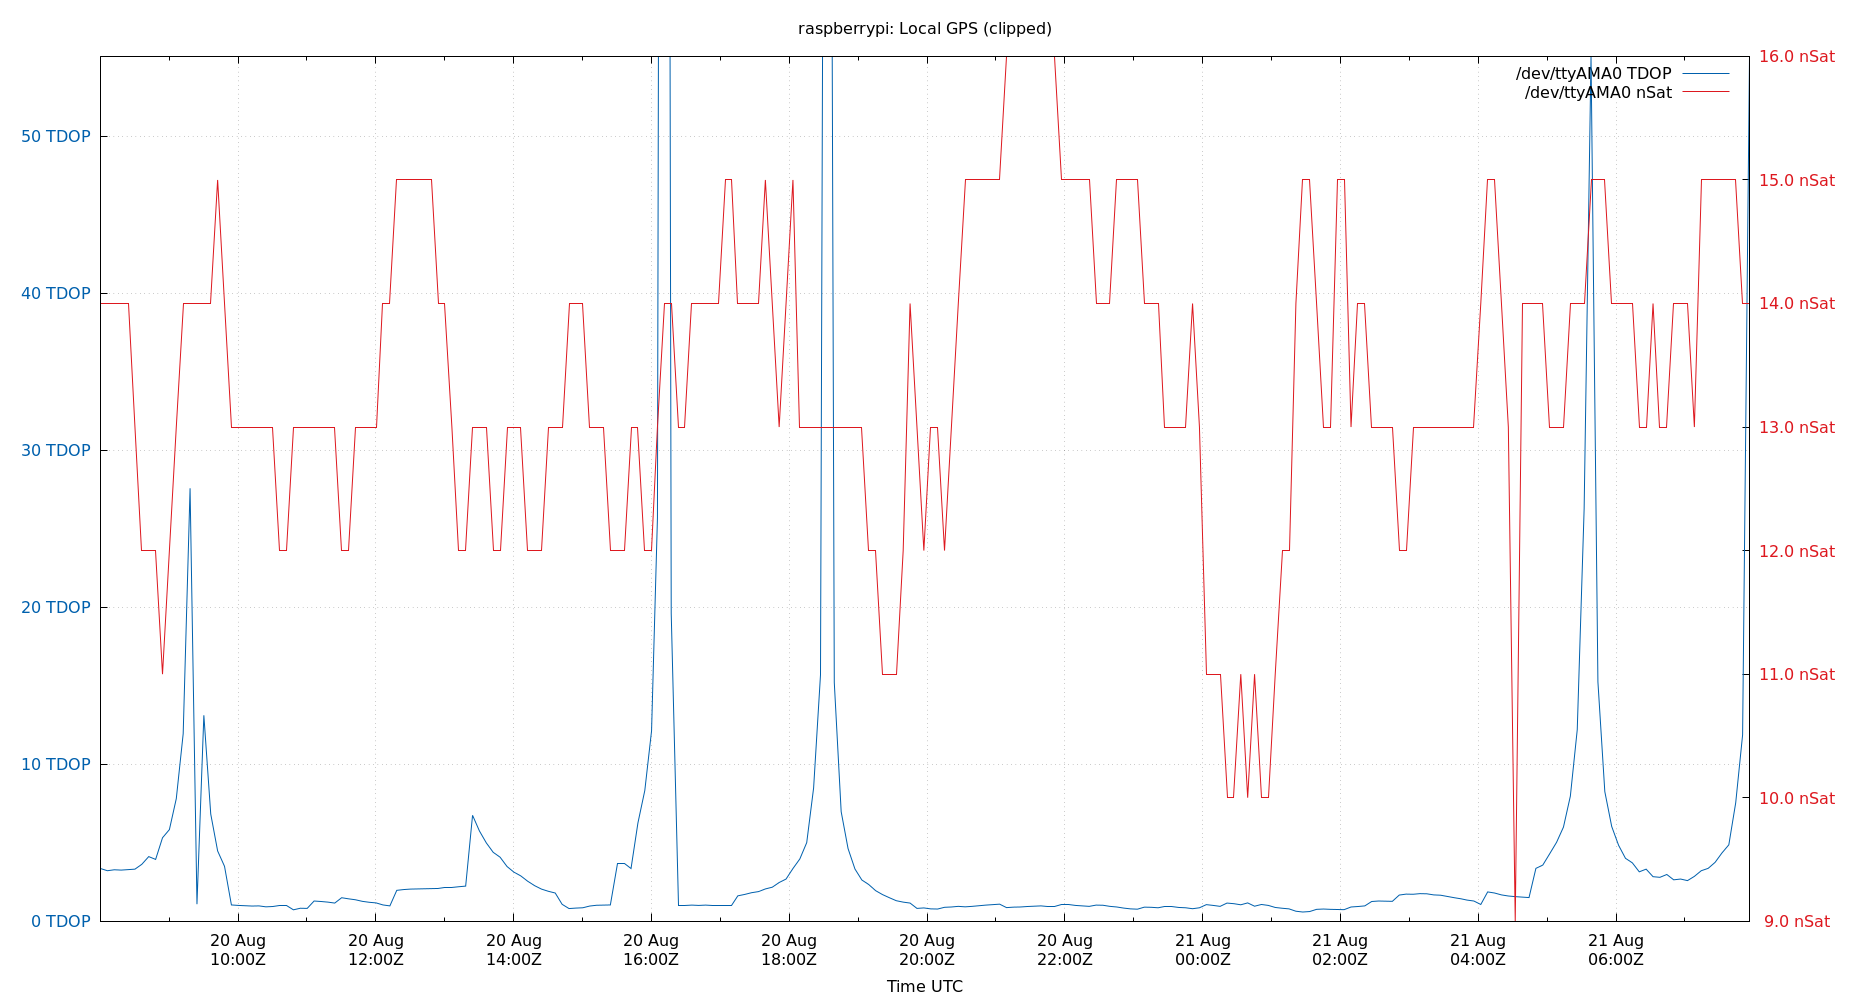 raspberrypi: Local GPS (clipped)
/dev/ttyAMA0 TDOP
/dev/ttyAMA0 nSat
50 TDOP
40 TDOP
30 TDOP
20 TDOP
10 TDOP
0 TDOP
16.0 nSat
15.0 nSat
14.0 nSat
13.0 nSat
12.0 nSat
11.0 nSat
10.0 nSat
9.0 nSat
20 Aug
10:00Z
20 Aug
12:00Z
20 Aug
14:00Z
20 Aug
16:00Z
20 Aug
18:00Z
20 Aug
20:00Z
20 Aug
22:00Z
21 Aug
00:00Z
21 Aug
02:00Z
21 Aug
04:00Z
21 Aug
06:00Z
Time UTC